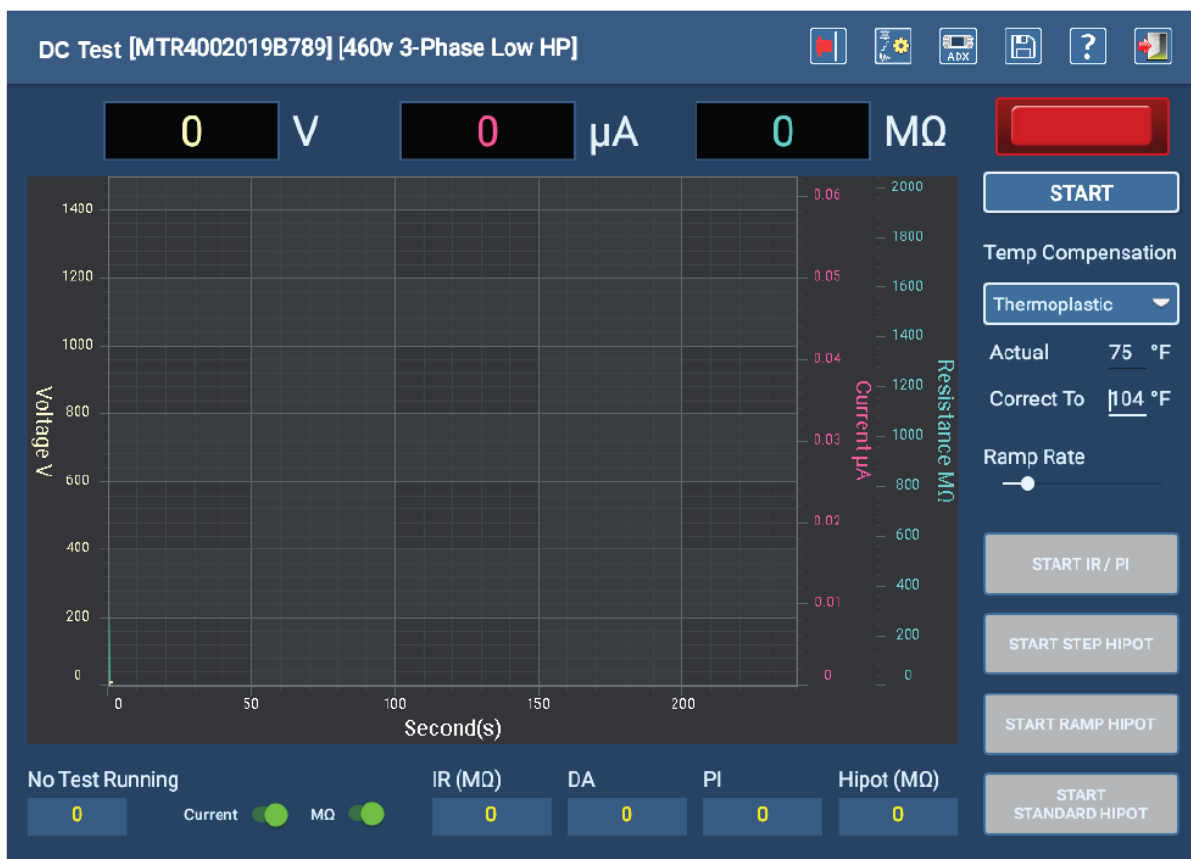 DC Test [MTR4002019B789] [460v 3-Phase Low HP]
ADX
?
0 V 0 µA 0 MΩ
START
Temp Compensation
Thermoplastic
Actual 75 °F
Correct To 104 °F
Ramp Rate
START IR / PI
START STEP HIPOT
START RAMP HIPOT
START
STANDARD HIPOT
Voltage V
1400
1200
1000
800
600
400
200
0
0 50 100 150 200
Second(s)
0.06
0.05
0.04
0.03
0.02
0.01
0
Current µA
2000
1800
1600
1400
1200
1000
800
600
400
200
0
Resistance MΩ
No Test Running
0
Current MΩ
IR (MΩ) DA PI Hipot (MΩ)
0 0 0 0